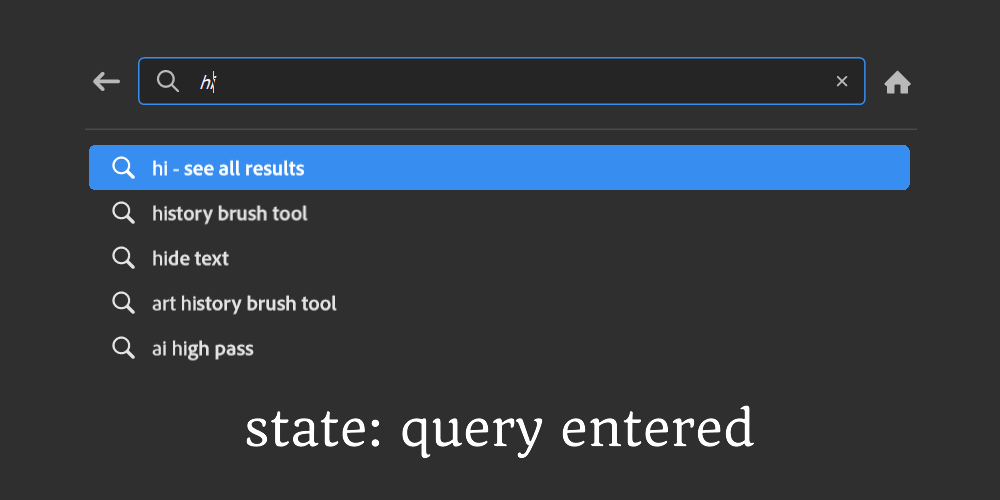 hi
hi - see all results
history brush tool
hide text
art history brush tool
ai high pass
state: query entered